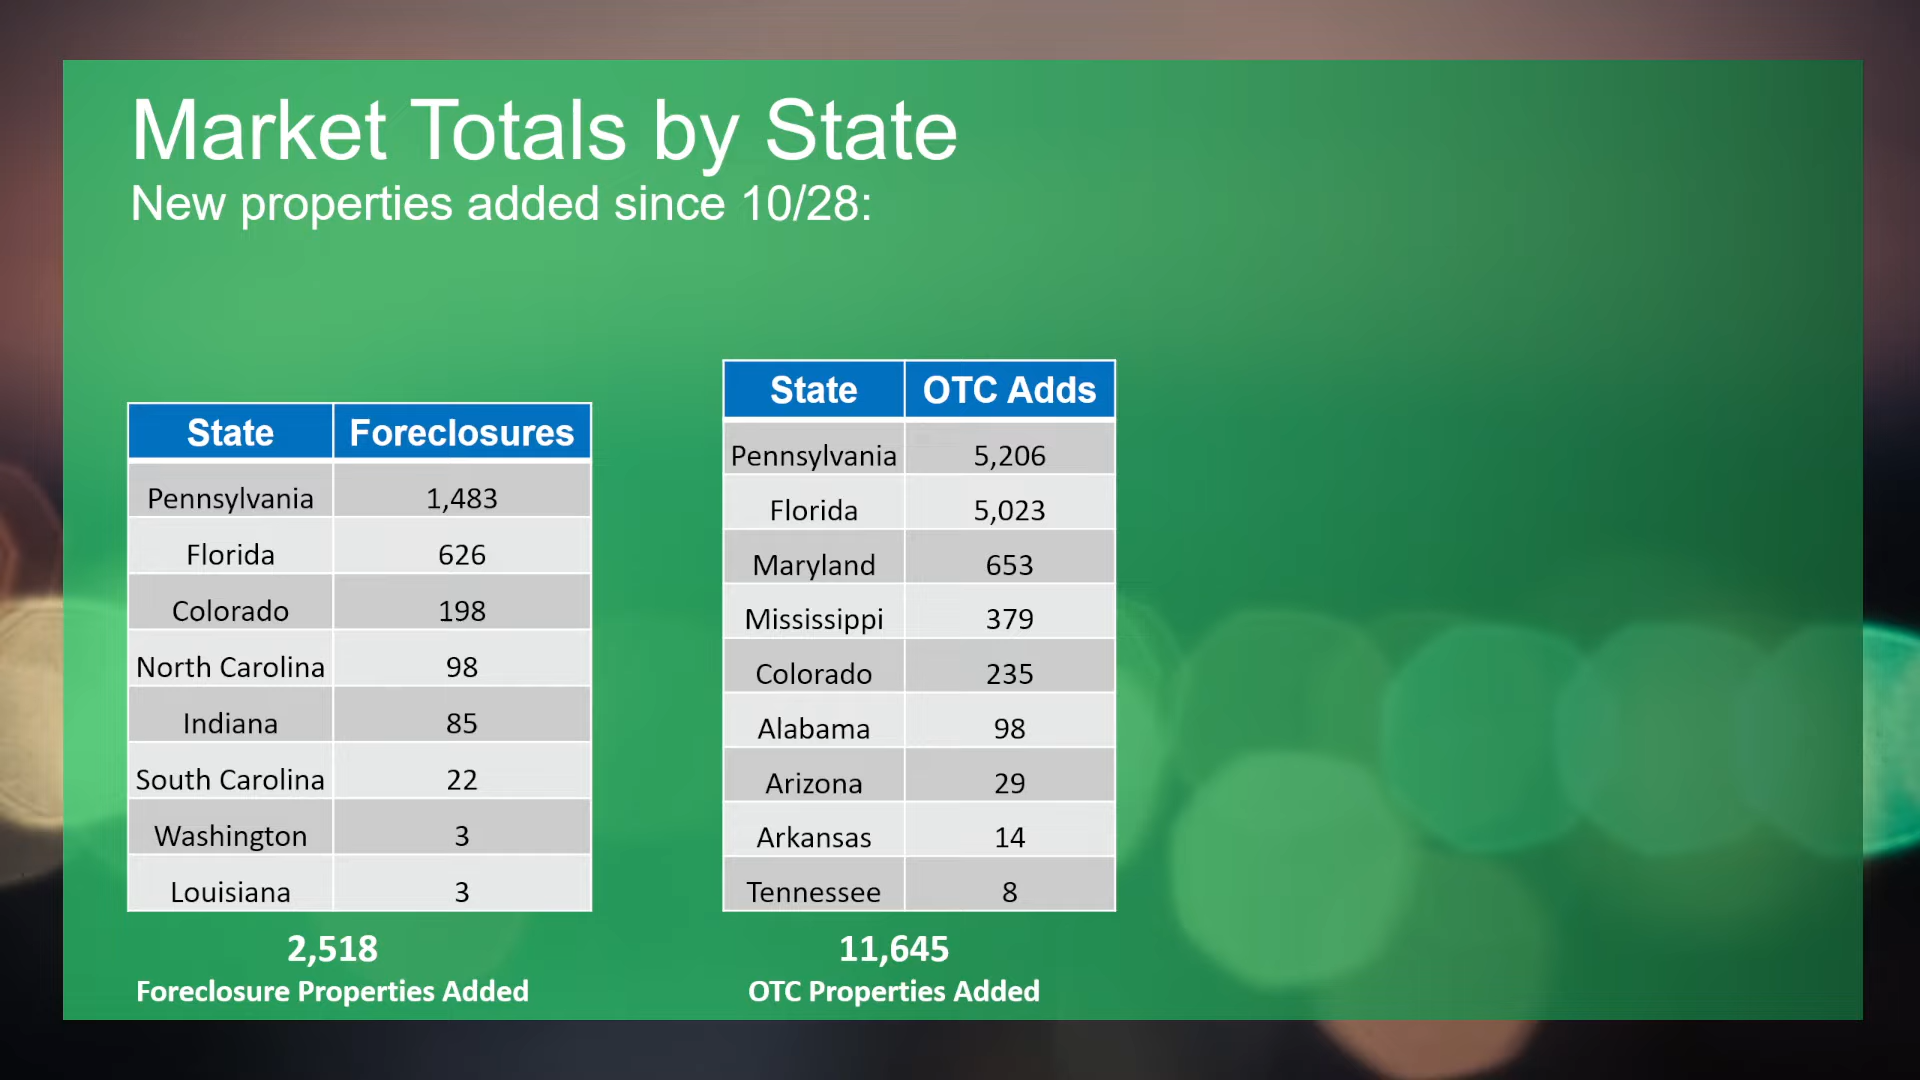 Market Totals by State
New properties added since 10/28:
State Foreclosures
Pennsylvania 1,483
Florida 626
Colorado 198
North Carolina 98
Indiana 85
South Carolina 22
Washington 3
Louisiana 3
2,518
Foreclosure Properties Added
State OTC Adds
Pennsylvania 5,206
Florida 5,023
Maryland 653
Mississippi 379
Colorado 235
Alabama 98
Arizona 29
Arkansas 14
Tennessee 8
11,645
OTC Properties Added